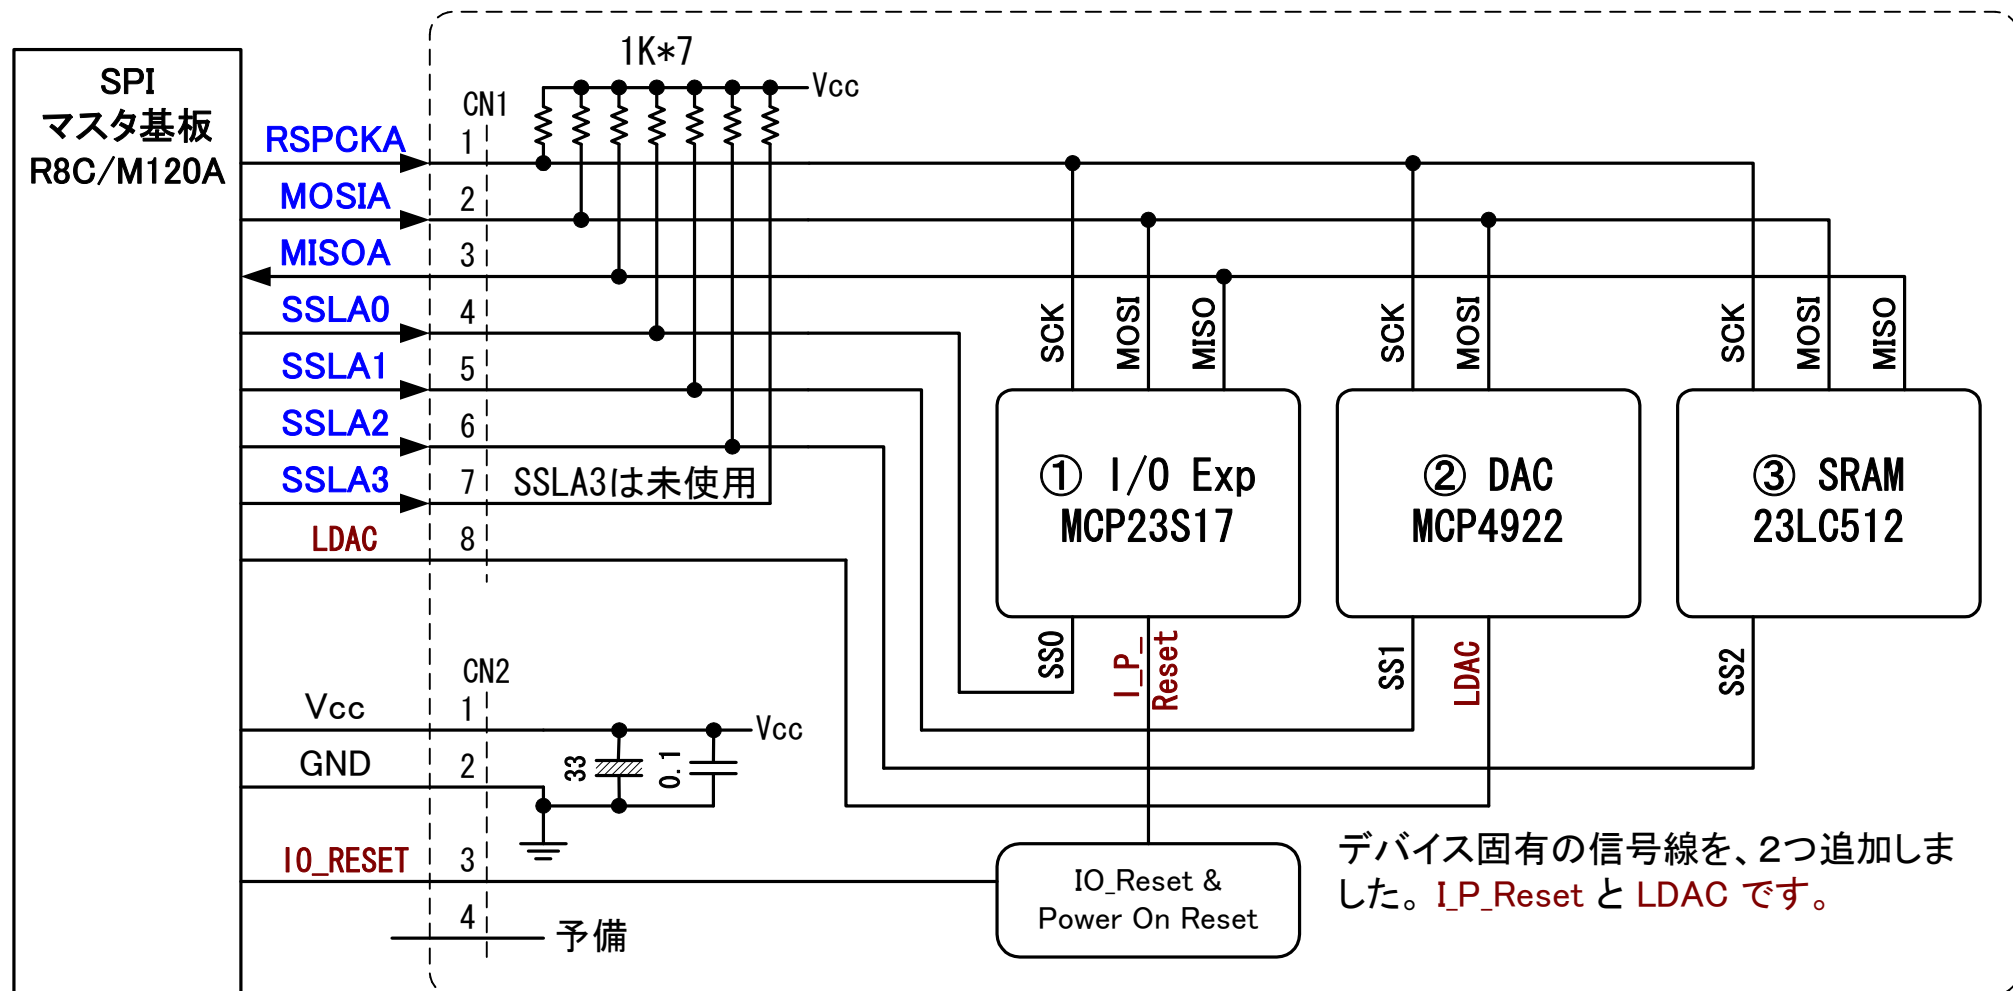 SPI
マスタ基板
R8C/M120A
1K*7
Vcc
CN1
RSPCKA
1
MOSIA
2
MISOA
3
SSLA0
4
SSLA1
5
SSLA2
6
SSLA3
7
SSLA3は未使用
LDAC
8
SCK
MOSI
MISO
SCK
MOSI
SCK
MOSI
MISO
① I/O Exp
MCP23S17
② DAC
MCP4922
③ SRAM
23LC512
SS0
I_P_
Reset
SS1
LDAC
SS2
CN2
Vcc
1
Vcc
GND
2
33
0.1
IO_RESET
3
4
予備
IO_Reset &
Power On Reset
デバイス固有の信号線を、2つ追加しま
した。I_P_Reset と LDAC です。